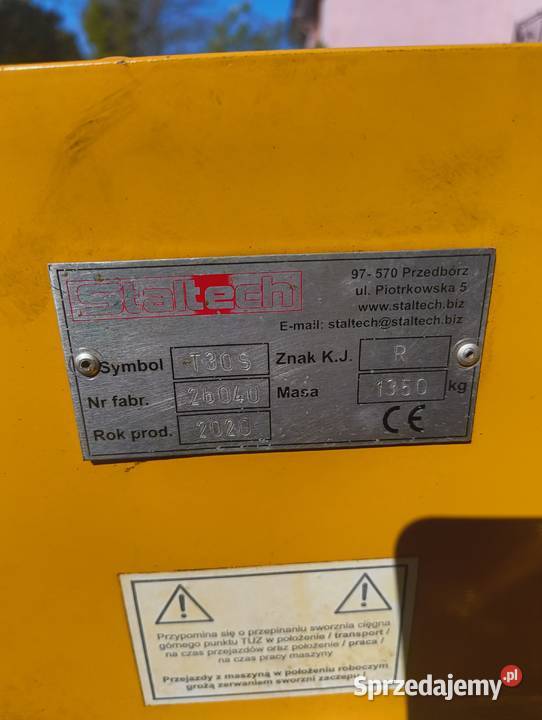 Staltech
97- 570 Przedbórz
ul. Piotrkowska 5
www.staltech.biz
E-mail: staltech@staltech.biz
Symbol T30S Znak K.J. R
Nr fabr. 26040 Masa 1350 kg
Rok prod. 2020 CE
Przypomina się o przepinaniu sworznia cięgna
górnego punktu TUZ w położenie / transport /
na czas przejazdów oraz położenie / praca /
na czas pracy maszyny
Przejazdy z maszyną w położeniu roboczym
grożą zerwaniem sworzni zaczepu
Sprzedajemy.pl